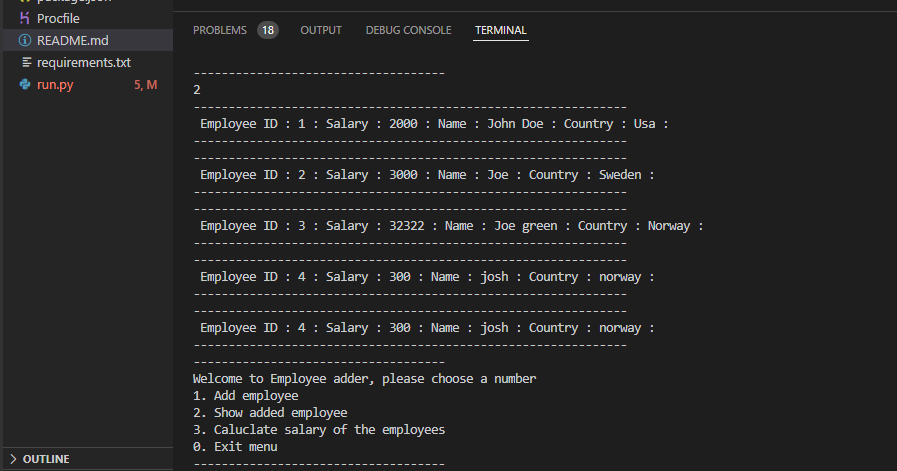 Procfile
README.md
requirements.txt
run.py 5, M
OUTLINE
PROBLEMS 18 OUTPUT DEBUG CONSOLE TERMINAL
------------------------------------
2
--------------------------------------------------------------
Employee ID : 1 : Salary : 2000 : Name : John Doe : Country : Usa :
--------------------------------------------------------------
--------------------------------------------------------------
Employee ID : 2 : Salary : 3000 : Name : Joe : Country : Sweden :
--------------------------------------------------------------
--------------------------------------------------------------
Employee ID : 3 : Salary : 32322 : Name : Joe green : Country : Norway :
--------------------------------------------------------------
--------------------------------------------------------------
Employee ID : 4 : Salary : 300 : Name : josh : Country : norway :
--------------------------------------------------------------
--------------------------------------------------------------
Employee ID : 4 : Salary : 300 : Name : josh : Country : norway :
--------------------------------------------------------------
------------------------------------
Welcome to Employee adder, please choose a number
1. Add employee
2. Show added employee
3. Caluclate salary of the employees
0. Exit menu
------------------------------------